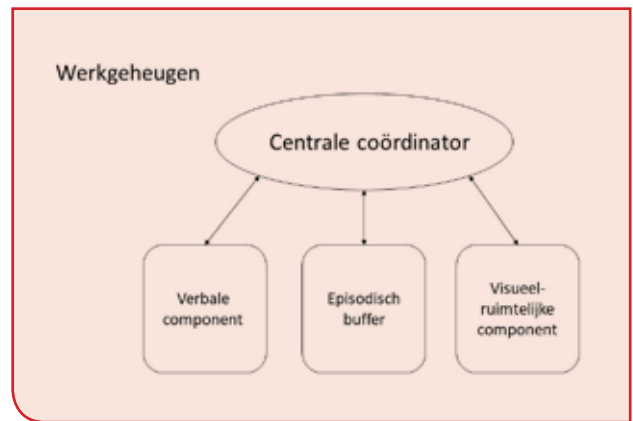 Werkgeheugen
Centrale coördinator
Verbale
component
Episodisch
buffer
Visueel-
ruimtelijke
component